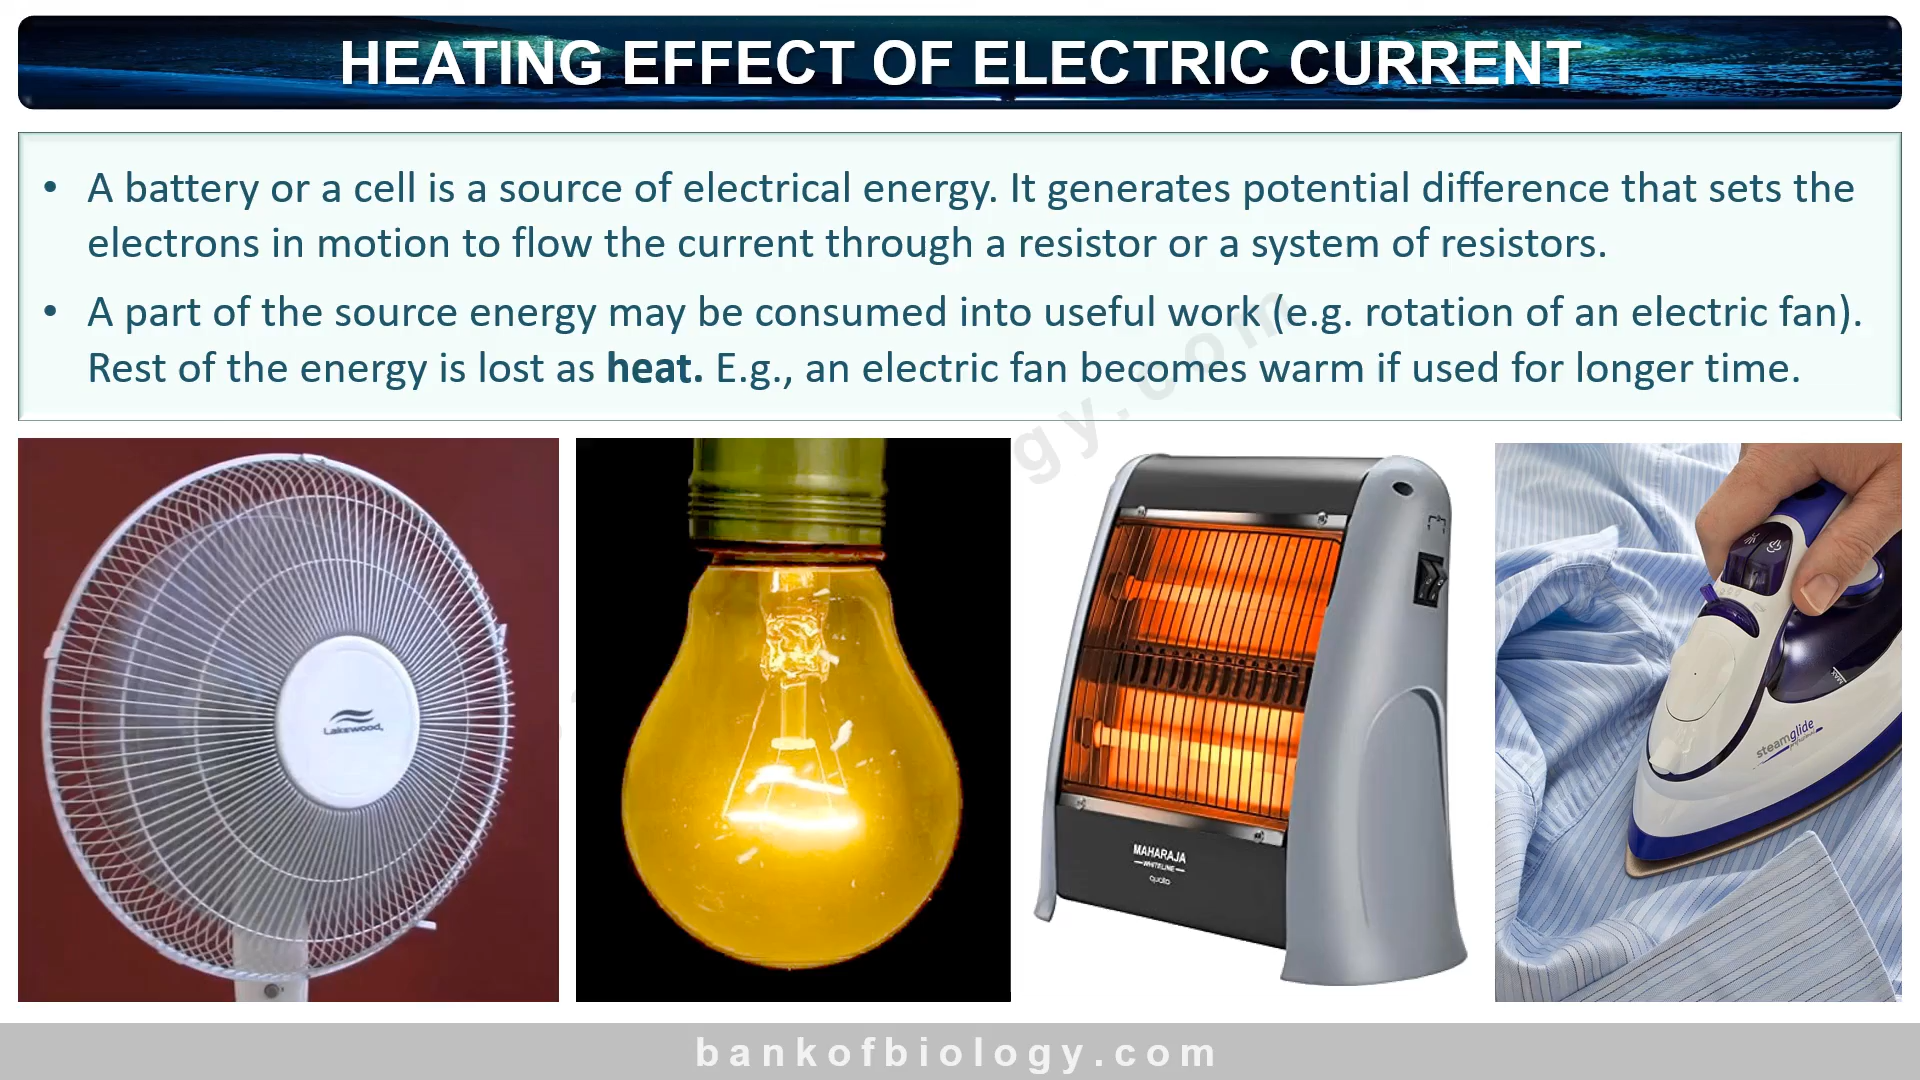 HEATING EFFECT OF ELECTRIC CURRENT
• A battery or a cell is a source of electrical energy. It generates potential difference that sets the
electrons in motion to flow the current through a resistor or a system of resistors.
• A part of the source energy may be consumed into useful work (e.g. rotation of an electric fan).
Rest of the energy is lost as heat. E.g., an electric fan becomes warm if used for longer time.
gy.com
Lakewood
MAHARAJA
WHITELINE
MAX
steamglide
bankofbiology.com